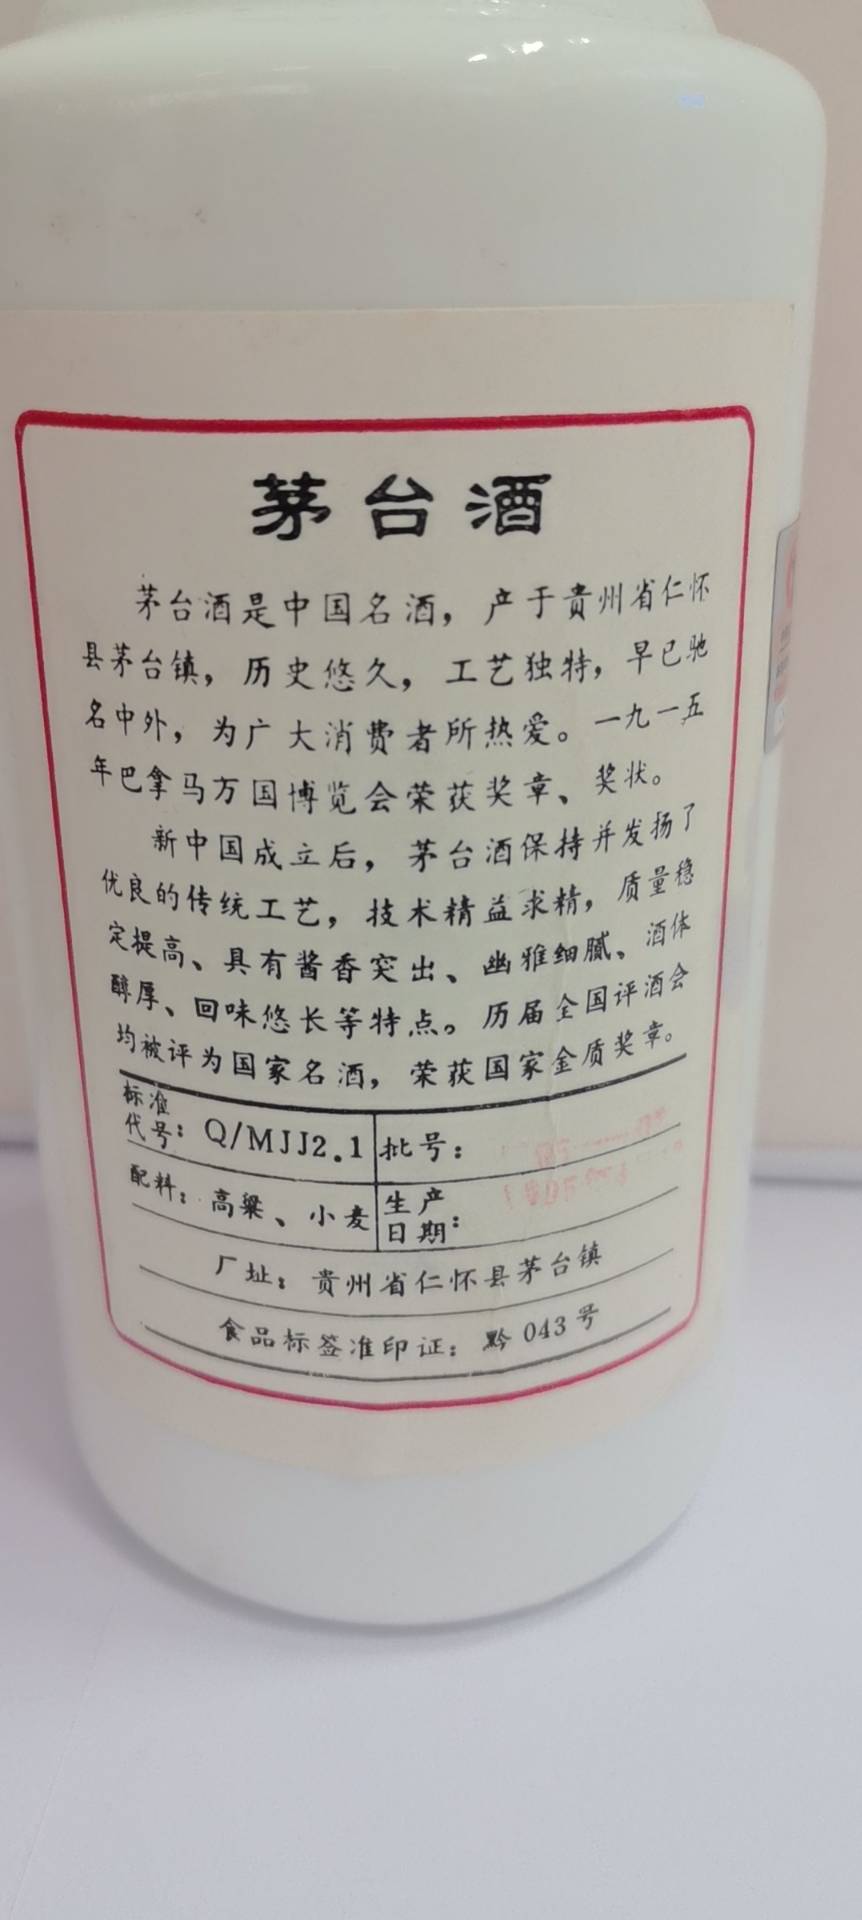 茅台酒
茅台酒是中国名酒，产于贵州省仁怀
县茅台镇，历史悠久，工艺独特，早已驰
名中外，为广大消费者所热爱。一九一五
年巴拿马万国博览会荣获奖章、奖状。
新中国成立后，茅台酒保持并发扬了
优良的传统工艺，技术精益求精，质量稳
定提高、具有酱香突出、幽雅细腻、酒体
醇厚、回味悠长等特点。历届全国评酒会
均被评为国家名酒，荣获国家金质奖章。
标准代号：Q/MJJ2.1
批号：
配料：高粱、小麦
生产日期：
厂址：贵州省仁怀县茅台镇
食品标签准印证：黔043号